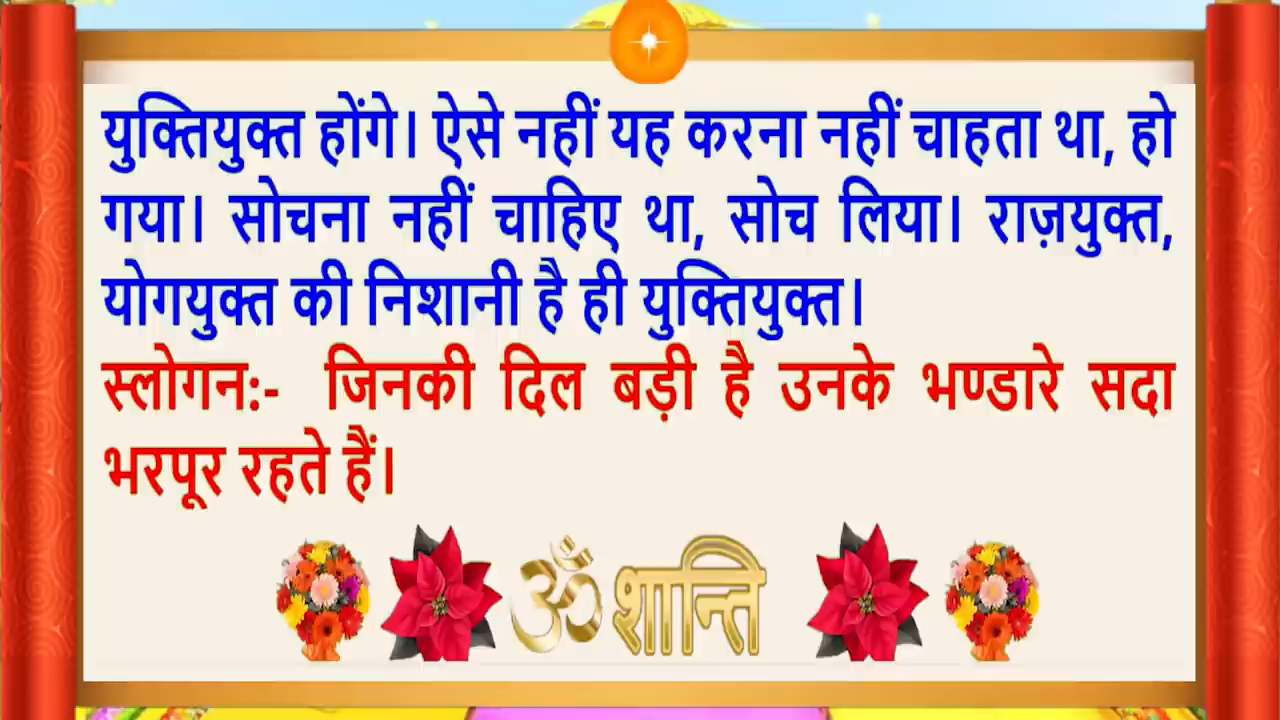 युक्तियुक्त होंगे। ऐसे नहीं यह करना नहीं चाहता था, हो
गया। सोचना नहीं चाहिए था, सोच लिया। राज़युक्त,
योगयुक्त की निशानी है ही युक्तियुक्त।
स्लोगन:- जिनकी दिल बड़ी है उनके भण्डारे सदा
भरपूर रहते हैं।
ॐ शान्ति